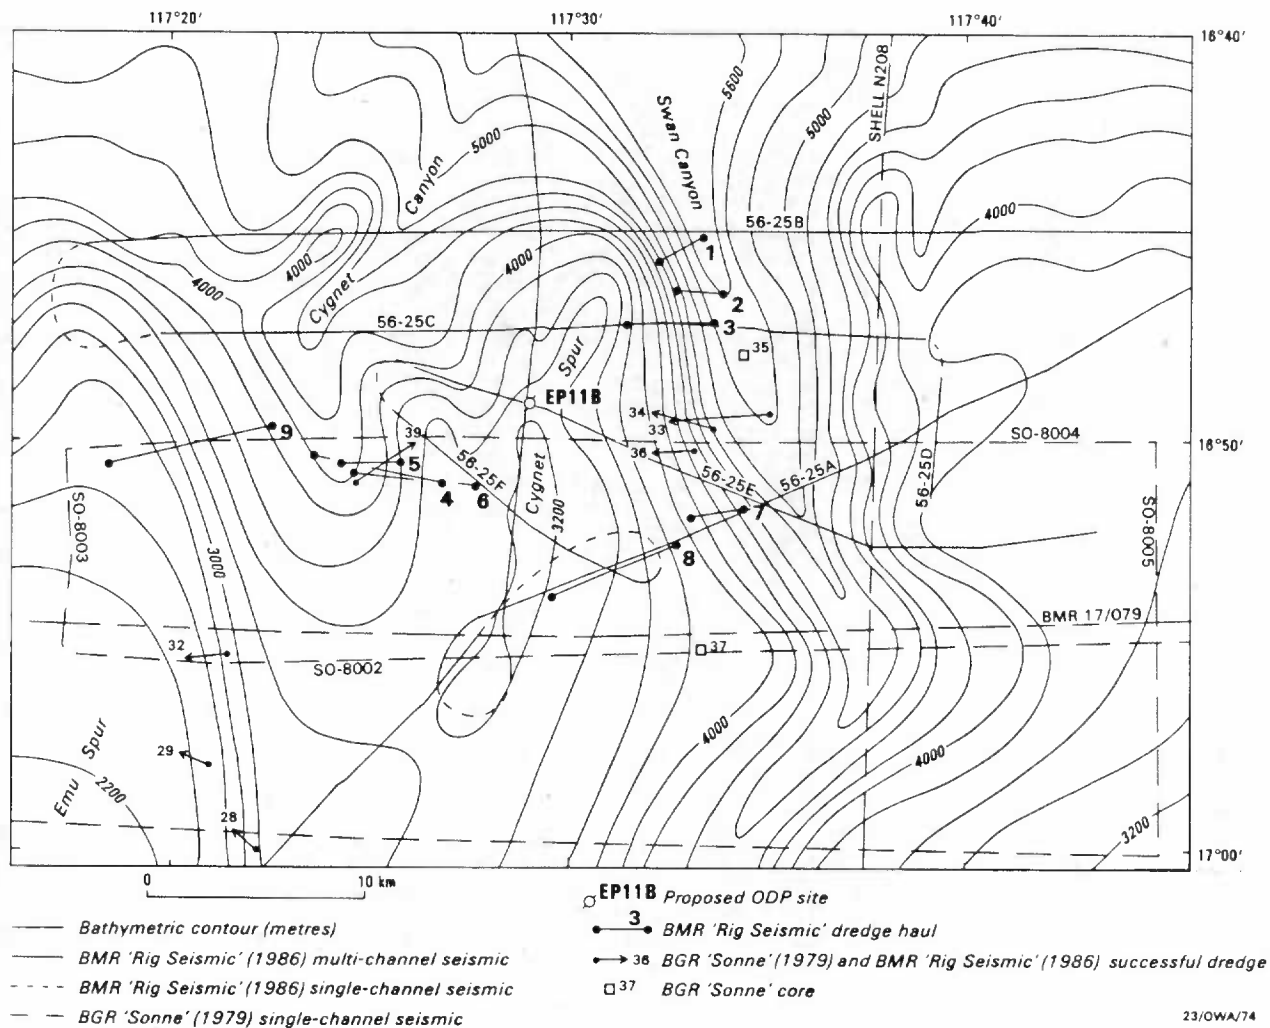 117°20′
117°30′
117°40′
16°40′
5600
SHELL N208
Swan Canyon
5000
5000
Canyon
4000
56-25B
1
4000
4000
4000
Cygnet
2
56-25C
3
35
Spur
EP11B
34
33
9
39
36
SO-8004
16°50′
5
56-25F
4
6
Cygnet
56-25E
56-25A
56-25D
7
SO-8003
3200
SO-8005
8
3000
BMR 17/079
32
SO-8002
37
4000
29
Emu Spur
2200
4000
28
3200
17°00′
0 10 km
EP11B Proposed ODP site
Bathymetric contour (metres)
3 BMR 'Rig Seismic' dredge haul
BMR 'Rig Seismic' (1986) multi-channel seismic
36 BGR 'Sonne' (1979) and BMR 'Rig Seismic' (1986) successful dredge
BMR 'Rig Seismic' (1986) single-channel seismic
37 BGR 'Sonne' core
BGR 'Sonne' (1979) single-channel seismic
23/OWA/74